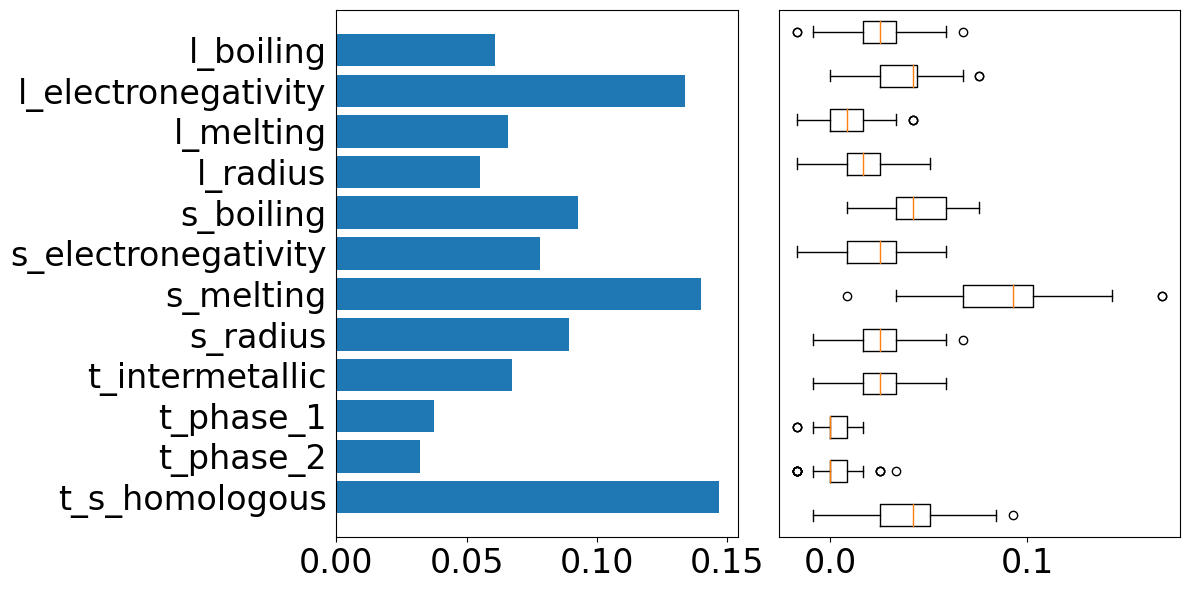 l_boiling
l_electronegativity
l_melting
l_radius
s_boiling
s_electronegativity
s_melting
s_radius
t_intermetallic
t_phase_1
t_phase_2
t_s_homologous
0.00 0.05 0.10 0.15 0.0 0.1